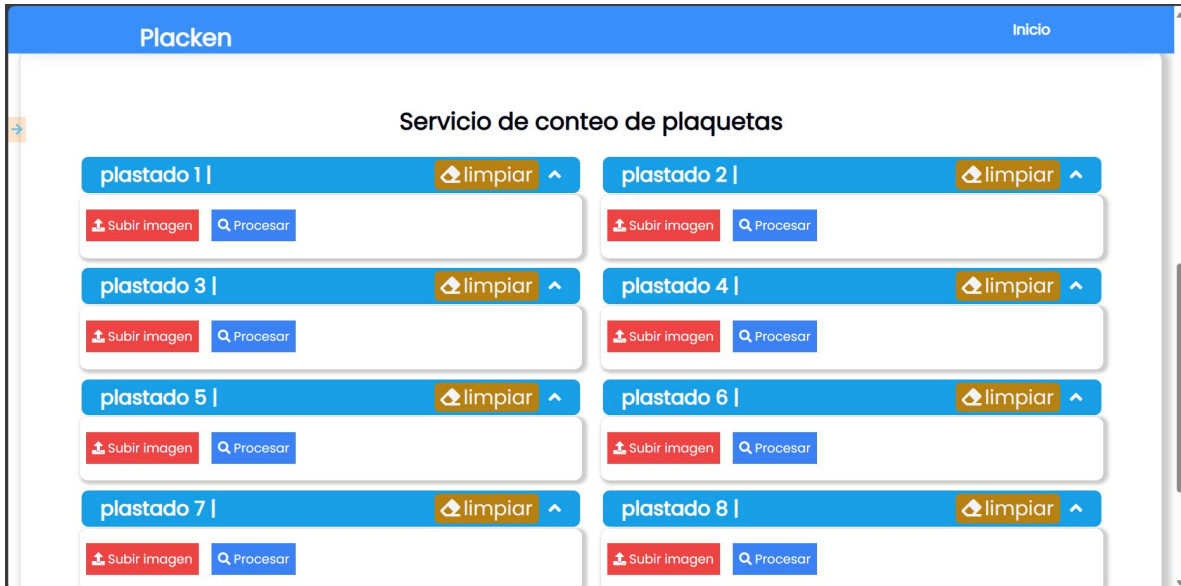 Placken Inicio
Servicio de conteo de plaquetas
plastado 1 | limpiar
plastado 2 | limpiar
Subir imagen Procesar
Subir imagen Procesar
plastado 3 | limpiar
plastado 4 | limpiar
Subir imagen Procesar
Subir imagen Procesar
plastado 5 | limpiar
plastado 6 | limpiar
Subir imagen Procesar
Subir imagen Procesar
plastado 7 | limpiar
plastado 8 | limpiar
Subir imagen Procesar
Subir imagen Procesar